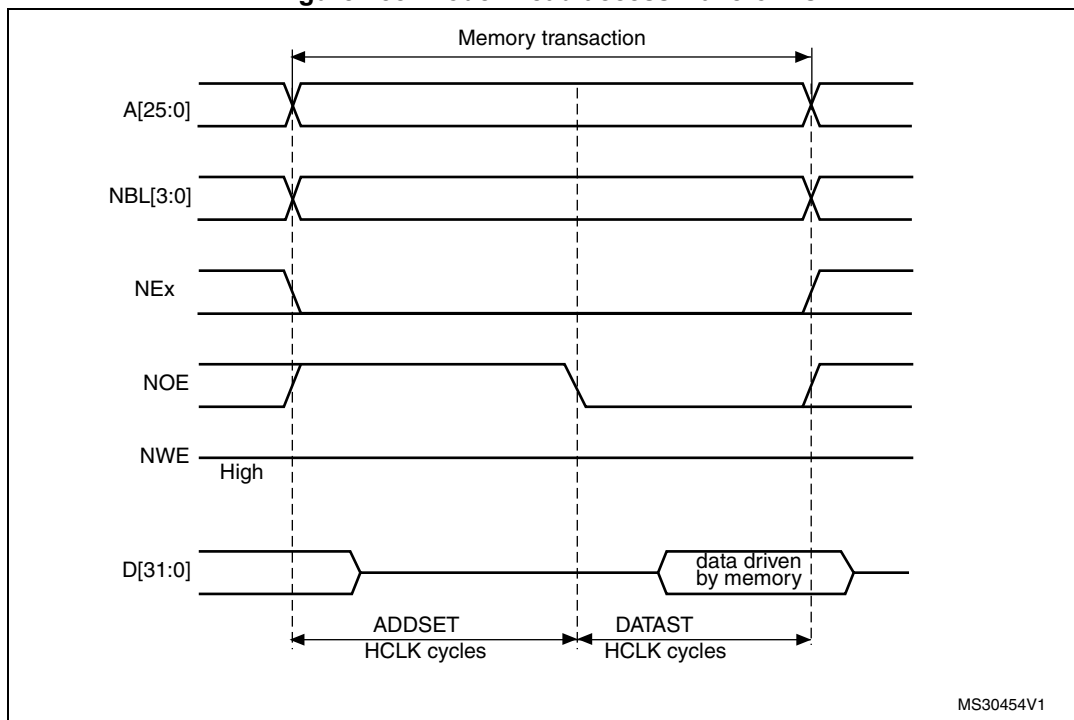 Memory transaction
A[25:0]
NBL[3:0]
NEx
NOE
NWE
High
D[31:0]
data driven
by memory
ADDSET
HCLK cycles
DATAST
HCLK cycles
MS30454V1